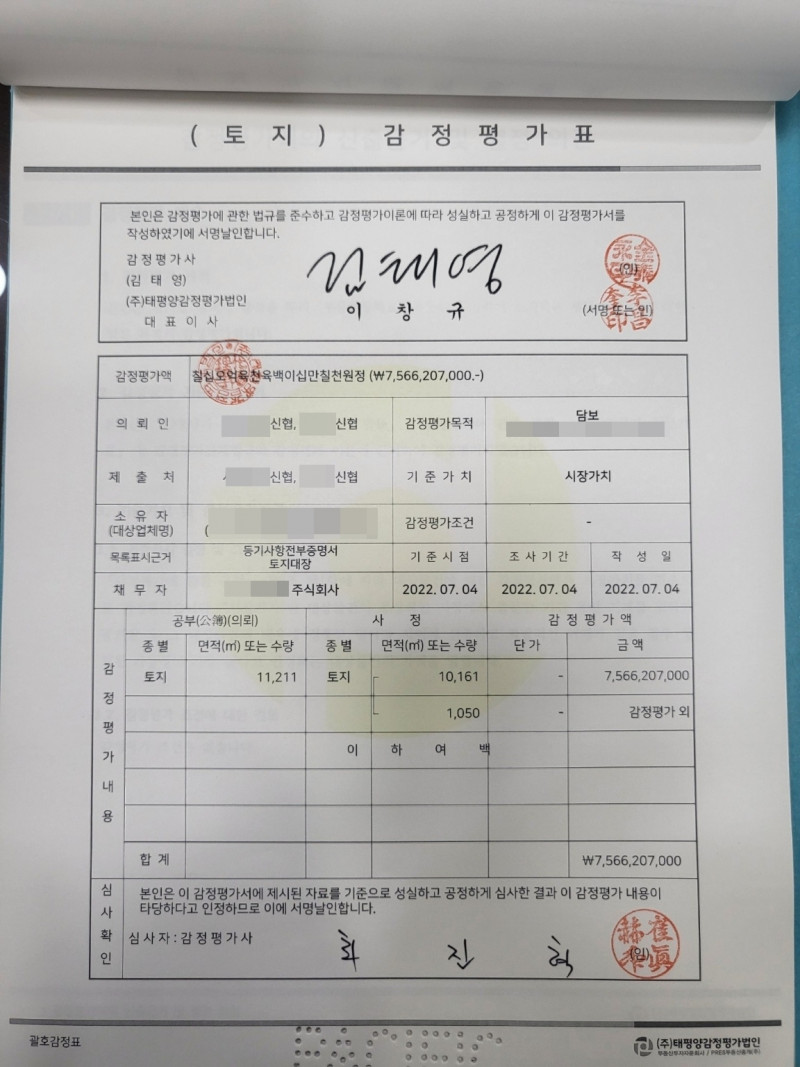 ( 토 지 ) 감 정 평 가 표
본인은 감정평가에 관한 법규를 준수하고 감정평가이론에 따라 성실하고 공정하게 이 감정평가서를
작성하였기에 서명날인합니다.
감 정 평 가 사
(김 태 영)
김태영
(인)
(주)태평양감정평가법인
대 표 이 사
이 창 규
(서명 또는 인)
감정평가액 칠십오억육천육백이십만칠천원정 (₩7,566,207,000.-)
의 뢰 인 신협, 신협 감정평가목적 담보
제 출 처 신협, 신협 기 준 가 치 시장가치
소 유 자
(대상업체명) ( 감정평가조건 -
목록표시근거 등기사항전부증명서
토지대장
기 준 시 점 조 사 기 간 작 성 일
채 무 자 주식회사 2022. 07. 04 2022. 07. 04 2022. 07. 04
감정평가내용
공부(公簿)(의뢰) 사 정 감 정 평 가 액
종 별 면적(㎡) 또는 수량 종 별 면적(㎡) 또는 수량 단 가 금 액
토지 11,211 토지 10,161 - 7,566,207,000
1,050 - 감정평가 외
이 하 여 백
합 계 ₩7,566,207,000
심사확인
본인은 이 감정평가서에 제시된 자료를 기준으로 성실하고 공정하게 심사한 결과 이 감정평가 내용이
타당하다고 인정하므로 이에 서명날인합니다.
심 사 자 : 감 정 평 가 사 진 혁 (인)
괄호감정표
(주)태평양감정평가법인